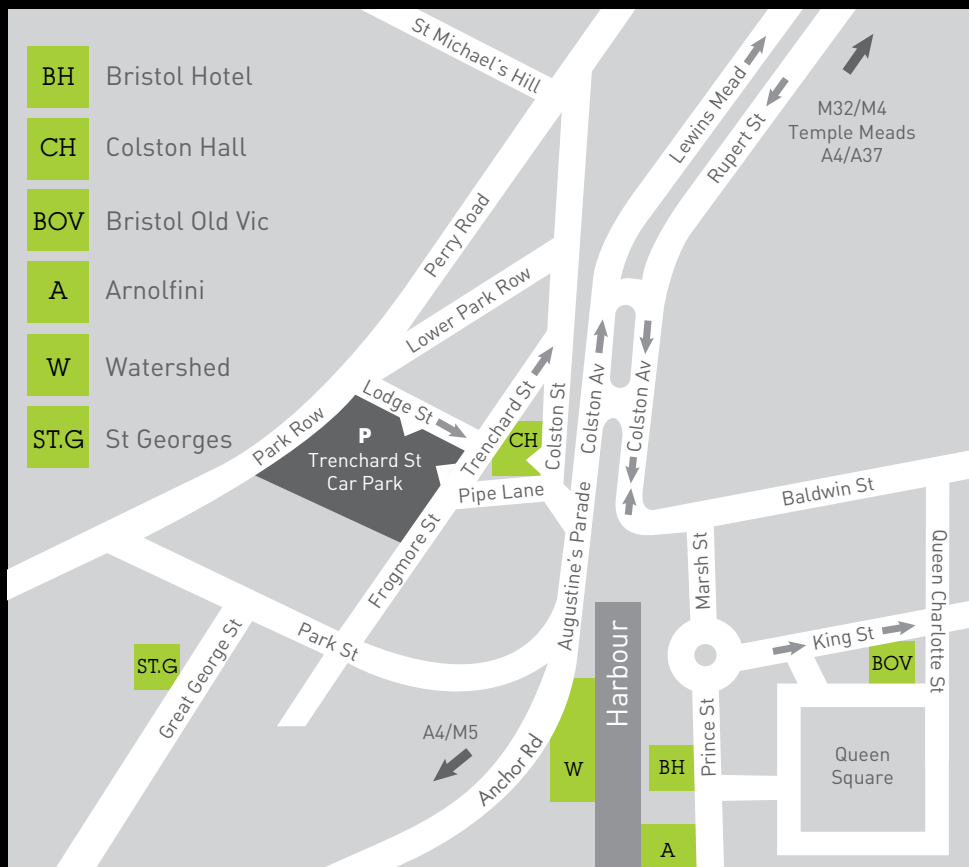 BH Bristol Hotel
CH Colston Hall
BOV Bristol Old Vic
A Arnolfini
W Watershed
ST.G St Georges
St Michael's Hill
Lewins Mead
Rupert St
M32/M4
Temple Meads
A4/A37
Perry Road
Lower Park Row
Lodge St
Trenchard St
CH
Colston St
Colston Av
Colston Av
Park Row
P
Trenchard St
Car Park
Pipe Lane
Baldwin St
Frogmore St
Augustine's Parade
Marsh St
Queen Charlotte St
Park St
Great George St
ST.G
King St
BOV
Harbour
A4/M5
Anchor Rd
W
BH
Prince St
Queen
Square
A